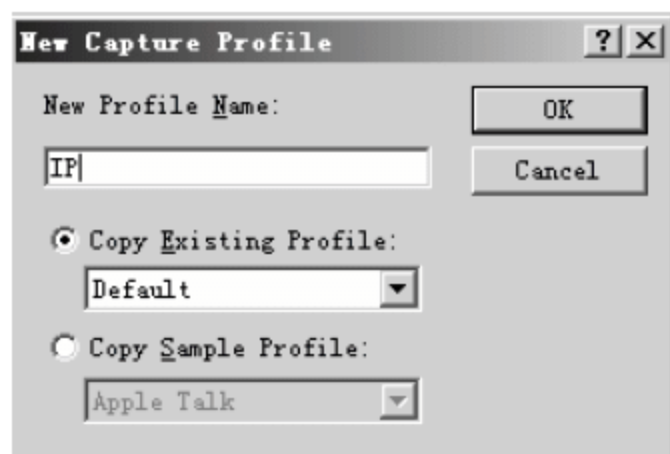 New Capture Profile
New Profile Name:
OK
IP
Cancel
Copy Existing Profile:
Default
Copy Sample Profile:
Apple Talk